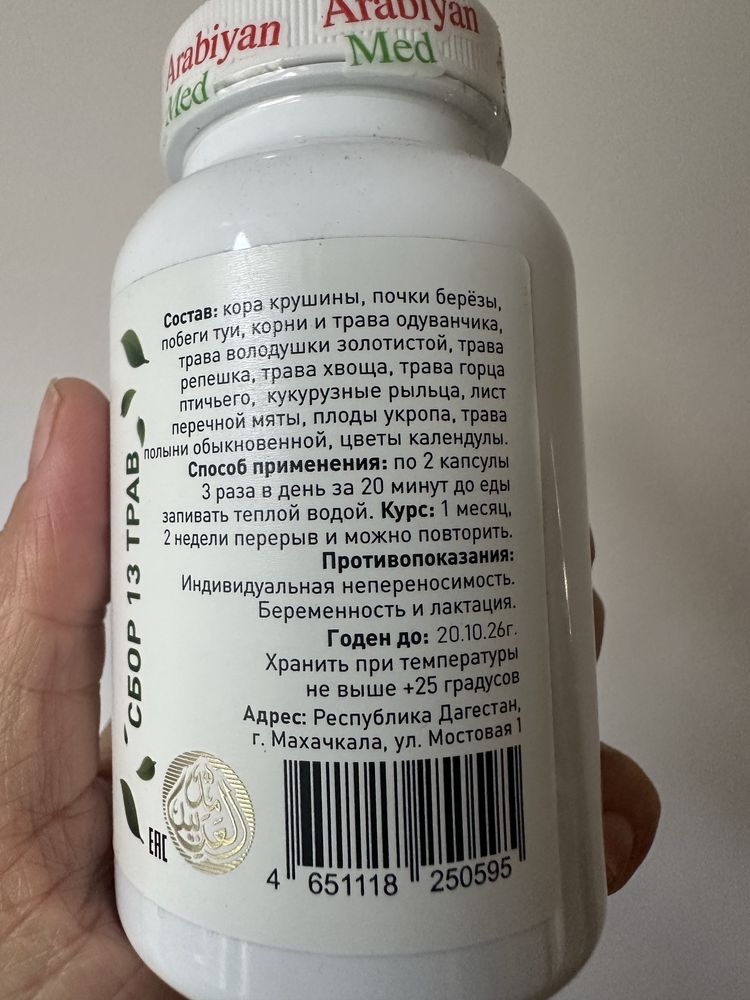 Arabiyan
Med
Arabiyan
Med
Состав: кора крушины, почки берёзы,
побеги туи, корни и трава одуванчика,
трава володушки золотистой, трава
репешка, трава хвоща, трава горца
птичьего, кукурузные рыльца, лист
перечной мяты, плоды укропа, трава
полыни обыкновенной, цветы календулы.
Способ применения: по 2 капсулы
3 раза в день за 20 минут до еды
запивать теплой водой. Курс: 1 месяц,
2 недели перерыв и можно повторить.
Противопоказания:
Индивидуальная непереносимость.
Беременность и лактация.
Годен до: 20.10.26г.
Хранить при температуры
не выше +25 градусов
Адрес: Республика Дагестан,
г. Махачкала, ул. Мостовая 1
СБОР 13 ТРАВ
EAC
4 651118 250595